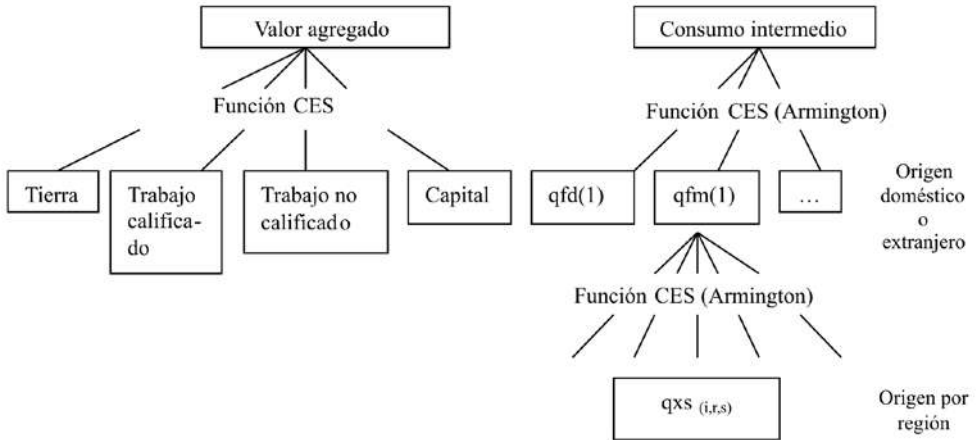 Valor agregado
Consumo intermedio
Función CES
Función CES (Armington)
Tierra
Trabajo
califica-
do
Trabajo no
calificado
Capital
qfd(1)
qfm(1)
...
Origen
doméstico
o
extranjero
Función CES (Armington)
qxs (i,r,s)
Origen por
región